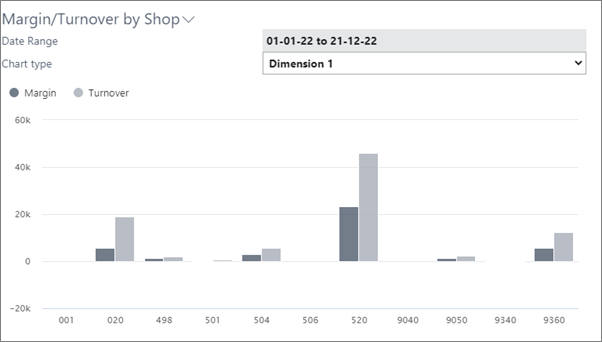 Margin/Turnover by Shop
Date Range 01-01-22 to 21-12-22
Chart type Dimension 1
Margin Turnover
60k
40k
20k
0
-20k
001 020 498 501 504 506 520 9040 9050 9340 9360